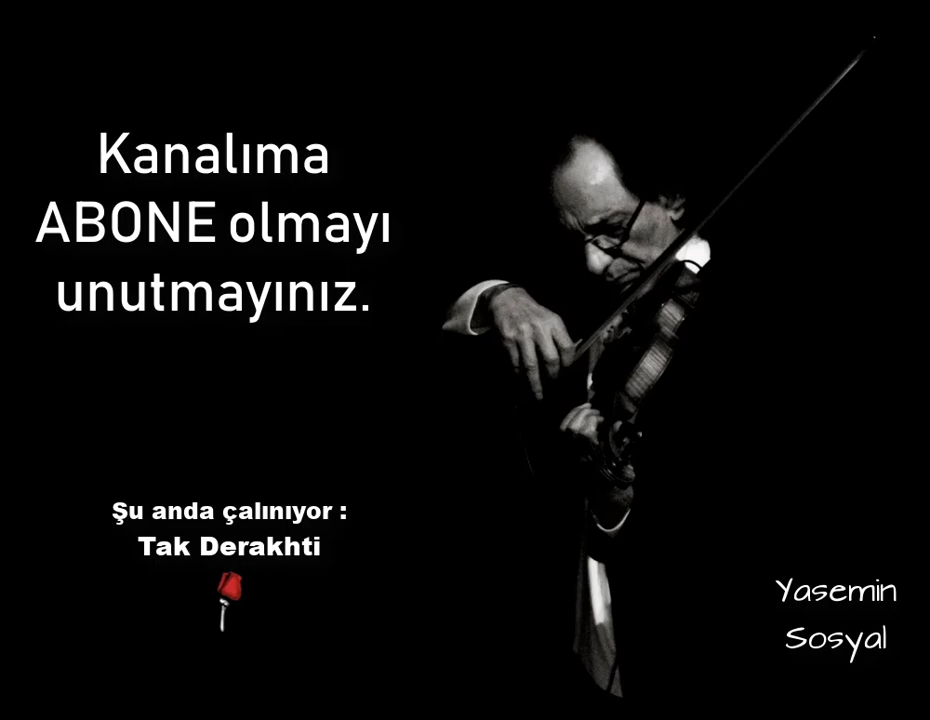 Kanalıma
ABONE olmayı
unutmayınız.
Şu anda çalınıyor :
Tak Derakhti
Yasemin
Sosyal